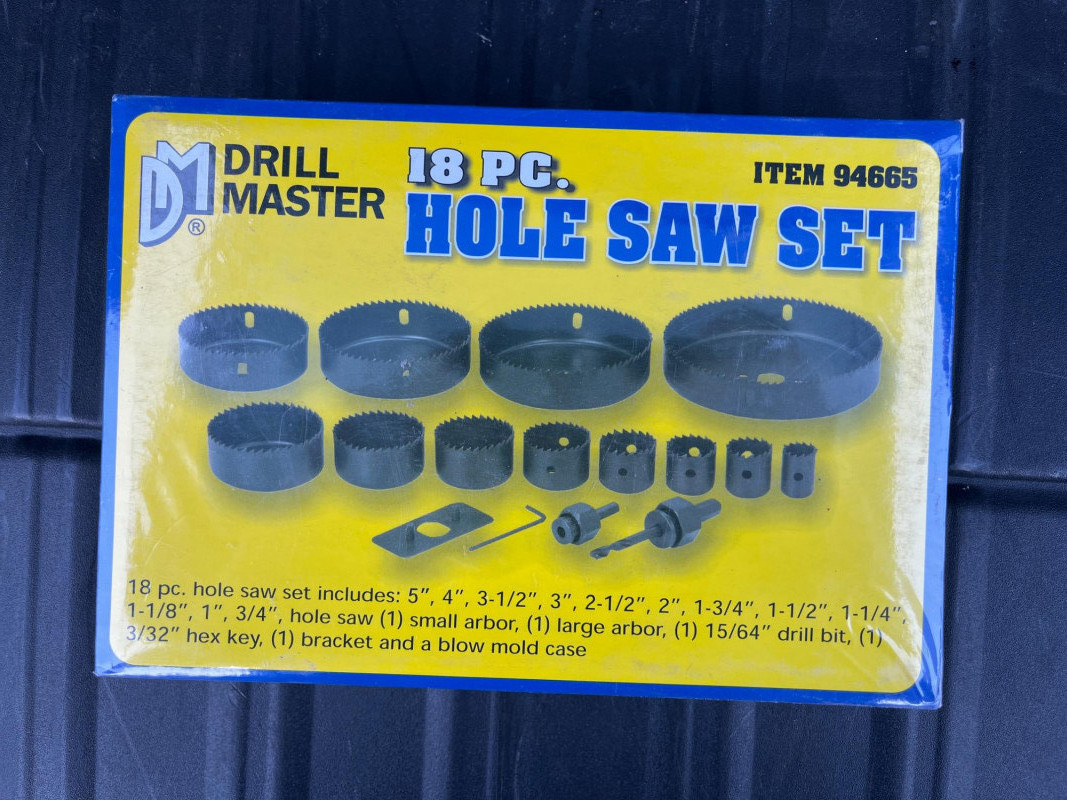 DM
DRILL
MASTER
®
18 PC.
HOLE SAW SET
ITEM 94665
18 pc. hole saw set includes: 5”, 4”, 3-1/2”, 3”, 2-1/2”, 2”, 1-3/4”, 1-1/2”, 1-1/4”,
1-1/8”, 1”, 3/4”, hole saw (1) small arbor, (1) large arbor, (1) 15/64” drill bit, (1)
3/32” hex key, (1) bracket and a blow mold case